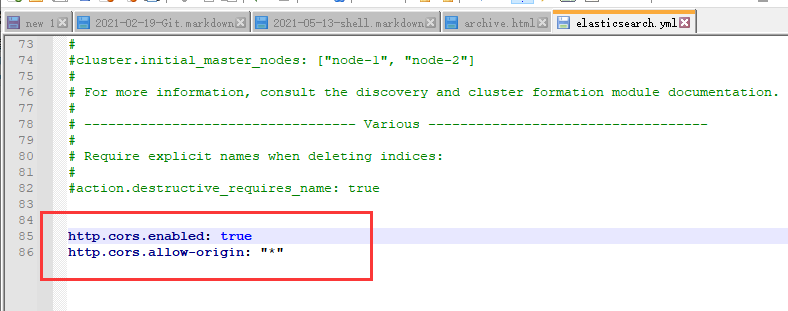 new 1
2021-02-19-Git.markdown
2021-05-13-shell.markdown
archive.html
elasticsearch.yml
73 #
74 #cluster.initial_master_nodes: ["node-1", "node-2"]
75 #
76 # For more information, consult the discovery and cluster formation module documentation.
77 #
78 # ---------------------------------- Various -----------------------------------
79 #
80 # Require explicit names when deleting indices:
81 #
82 #action.destructive_requires_name: true
83
84
85 http.cors.enabled: true
86 http.cors.allow-origin: "*"